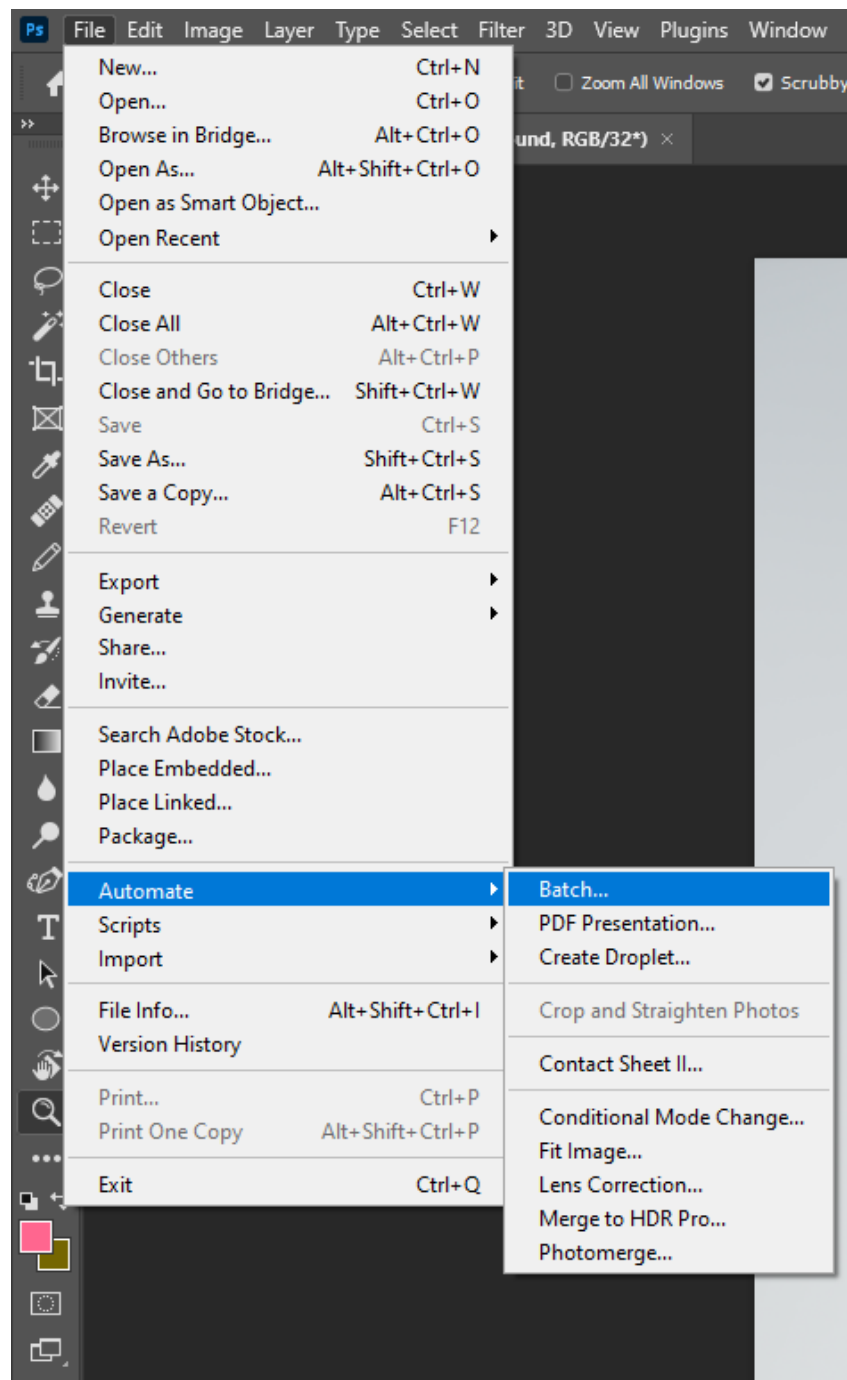 Ps File Edit Image Layer Type Select Filter 3D View Plugins Window
Zoom All Windows Scrubby
RGB/32*) ×
New... Ctrl+N
Open... Ctrl+O
Browse in Bridge... Alt+Ctrl+O
Open As... Alt+Shift+Ctrl+O
Open as Smart Object...
Open Recent
Close Ctrl+W
Close All Alt+Ctrl+W
Close Others Alt+Ctrl+P
Close and Go to Bridge... Shift+Ctrl+W
Save Ctrl+S
Save As... Shift+Ctrl+S
Save a Copy... Alt+Ctrl+S
Revert F12
Export
Generate
Share...
Invite...
Search Adobe Stock...
Place Embedded...
Place Linked...
Package...
Automate
Scripts
Import
File Info... Alt+Shift+Ctrl+I
Version History
Print... Ctrl+P
Print One Copy Alt+Shift+Ctrl+P
Exit Ctrl+Q
Batch...
PDF Presentation...
Create Droplet...
Crop and Straighten Photos
Contact Sheet II...
Conditional Mode Change...
Fit Image...
Lens Correction...
Merge to HDR Pro...
Photomerge...